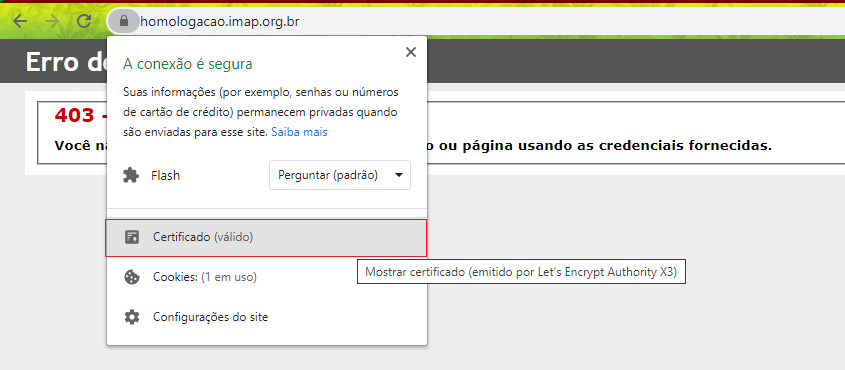 homologacao.imap.org.br
Erro d
A conexão é segura
Suas informações (por exemplo, senhas ou números
de cartão de crédito) permanecem privadas quando
são enviadas para esse site. Saiba mais
403 -
Você n
o ou página usando as credenciais fornecidas.
Flash
Perguntar (padrão)
Certificado (válido)
Mostrar certificado (emitido por Let's Encrypt Authority X3)
Cookies: (1 em uso)
Configurações do site